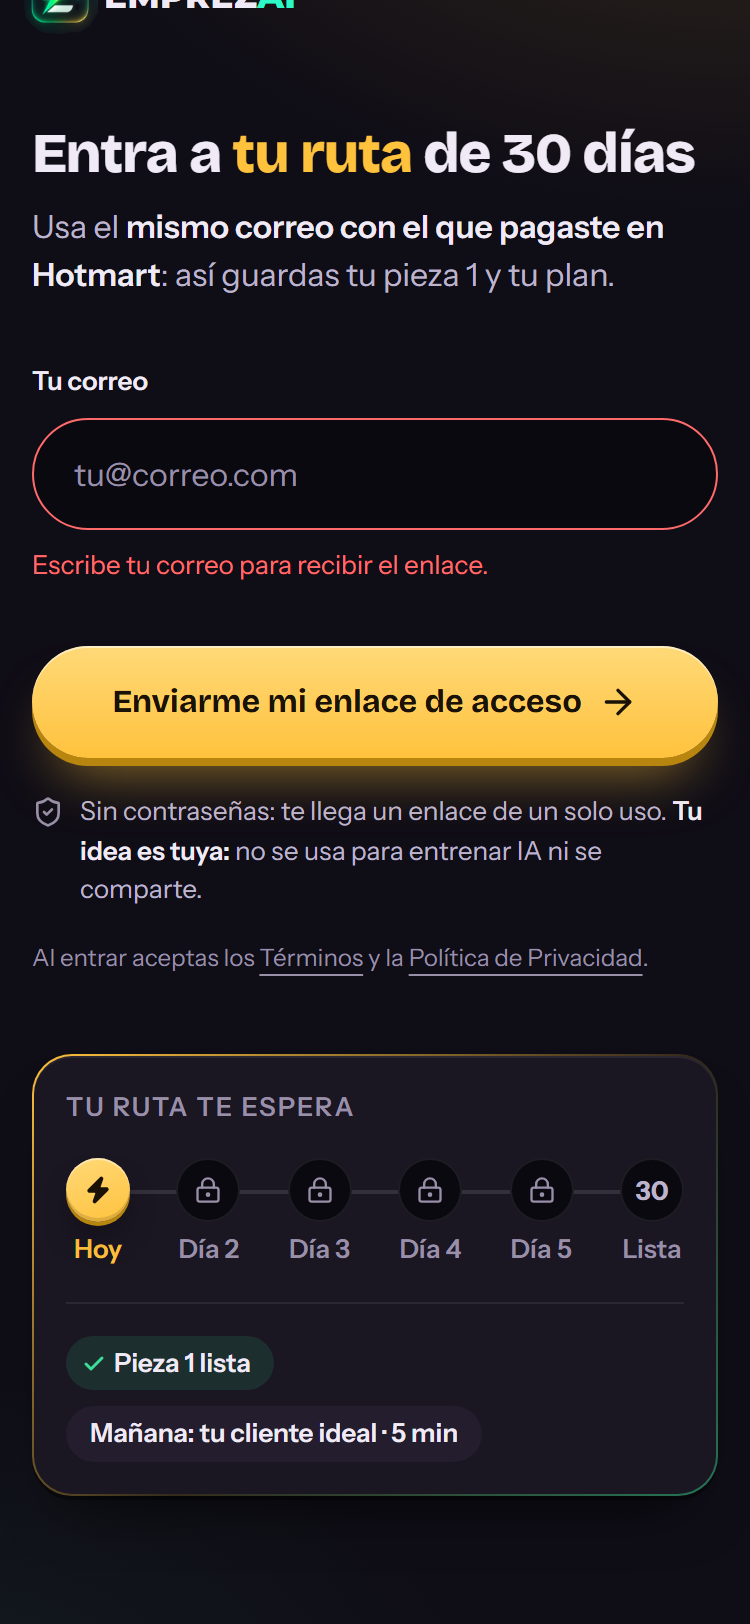 EMPREZAI
Entra a tu ruta de 30 días
Usa el mismo correo con el que pagaste en
Hotmart: así guardas tu pieza 1 y tu plan.
Tu correo
tu@correo.com
Escribe tu correo para recibir el enlace.
Enviarme mi enlace de acceso
Sin contraseñas: te llega un enlace de un solo uso. Tu
idea es tuya: no se usa para entrenar IA ni se
comparte.
Al entrar aceptas los Términos y la Política de Privacidad.
TU RUTA TE ESPERA
30
Hoy Día 2 Día 3 Día 4 Día 5 Lista
Pieza 1 lista
Mañana: tu cliente ideal · 5 min